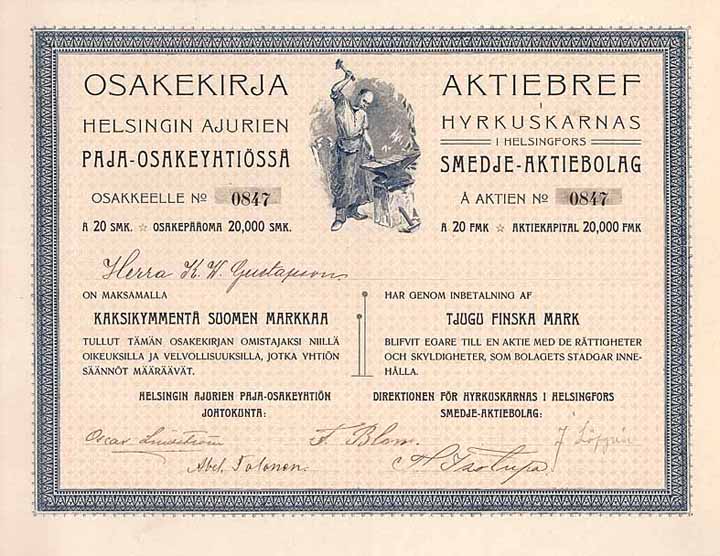 OSAKEKIRJA
HELSINGIN AJURIEN
PAJA-OSAKEYHTIÖSSÄ
OSAKKEELLE No 0847
Á 20 SMK. ☆ OSAKEPÄÄOMA 20,000 SMK.
AKTIEBREF
I
HYRKUSKARNAS
I HELSINGFORS
SMEDJE-AKTIEBOLAG
Å AKTIEN No 0847
Á 20 FMK ☆ AKTIEKAPITAL 20,000 FMK
Herra K. W. Gustafsson
ON MAKSAMALLA
KAKSIKYMMENTÄ SUOMEN MARKKAA
TULLUT TÄMÄN OSAKEKIRJAN OMISTAJAKSI NIILLÄ
OIKEUKSILLA JA VELVOLLISUUKSILLA, JOTKA YHTIÖN
SÄÄNNÖT MÄÄRÄÄVÄT.
HAR GENOM INBETALNING AF
TJUGU FINSKA MARK
BLIFVIT EGARE TILL EN AKTIE MED DE RÄTTIGHETER
OCH SKYLDIGHETER, SOM BOLAGETS STADGAR INNE-
HÅLLA.
HELSINGIN AJURIEN PAJA-OSAKEYHTIÖN
JOHTOKUNTA:
DIREKTIONEN FÖR HYRKUSKARNAS I HELSINGFORS
SMEDJE-AKTIEBOLAG:
Oscar Lindström
F. Blom.
J Löfgrén
Abel. Tolonen.